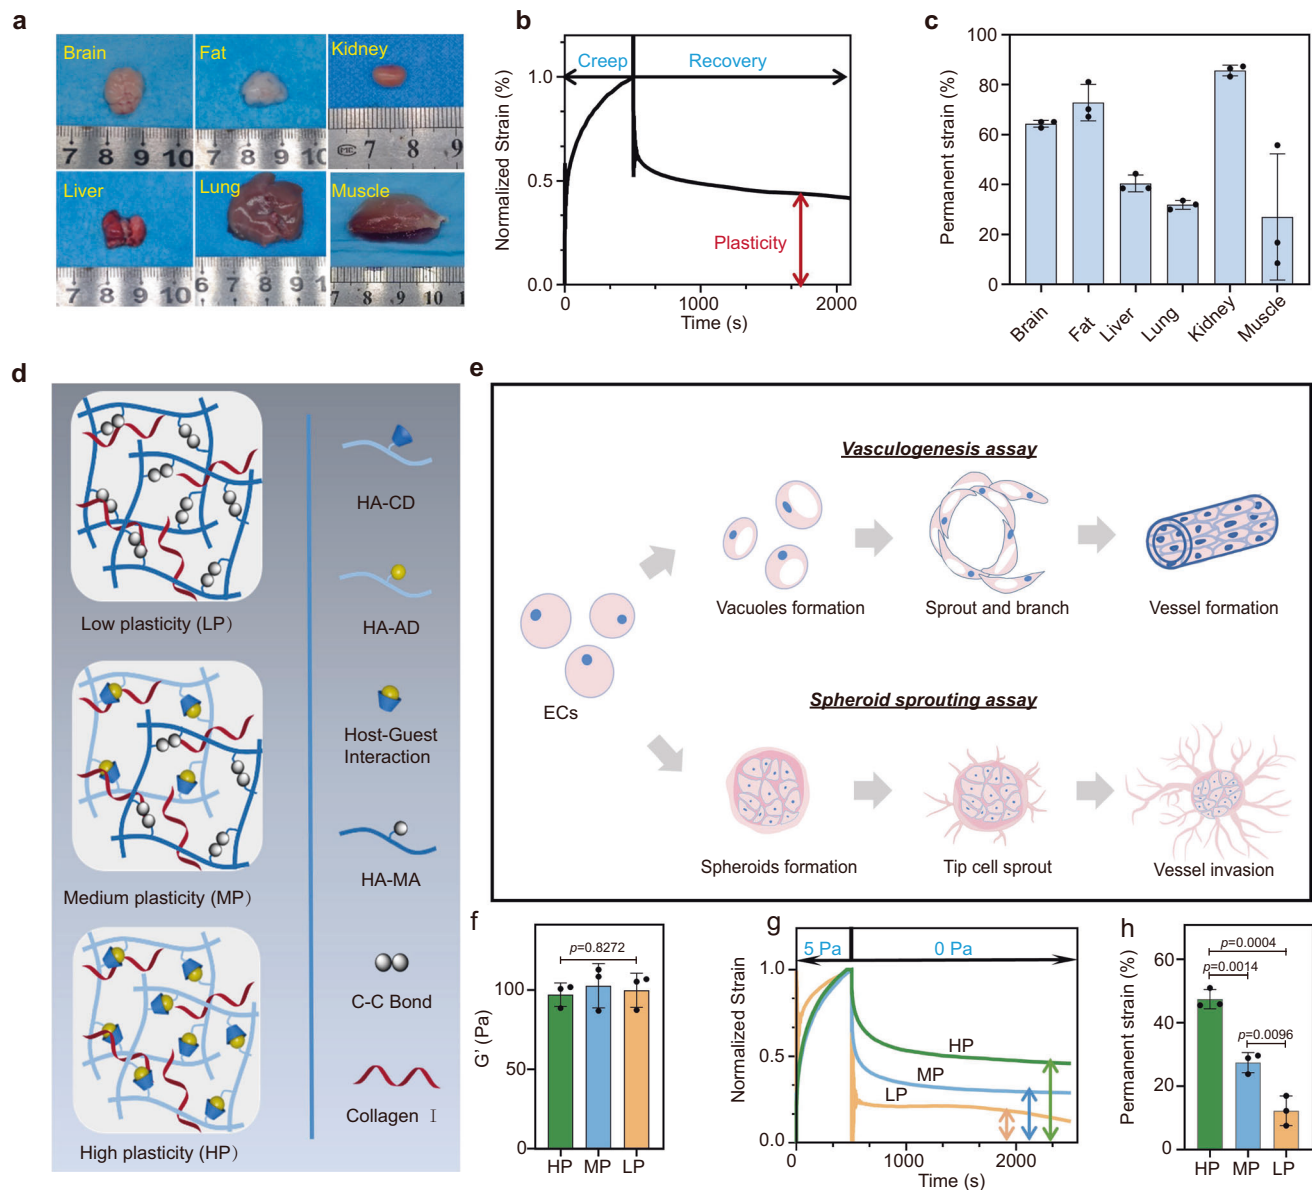 a
Brain
Fat
Kidney
7 8 9 10
7 8 9 10
7 8 9
Liver
Lung
Muscle
7 8 9 10
6 7 8 9 10
7 8 9 10 1
b
Normalized Strain (%)
1.0
0.5
0.0
Creep
Recovery
Plasticity
0 1000 2000
Time (s)
c
Permanent strain (%)
100
80
60
40
20
0
Brain
Fat
Liver
Lung
Kidney
Muscle
d
Low plasticity (LP)
Medium plasticity (MP)
High plasticity (HP)
HA-CD
HA-AD
Host-Guest
Interaction
HA-MA
C-C Bond
Collagen I
e
Vasculogenesis assay
Vacuoles formation
Sprout and branch
Vessel formation
ECs
Spheroid sprouting assay
Spheroids formation
Tip cell sprout
Vessel invasion
f
G' (Pa)
100
50
0
p=0.8272
HP MP LP
g
Normalized Strain
1.0
0.5
0.0
5 Pa
0 Pa
HP
MP
LP
0 1000 2000
Time (s)
h
Permanent strain (%)
60
40
20
0
p=0.0004
p=0.0014
p=0.0096
HP MP LP